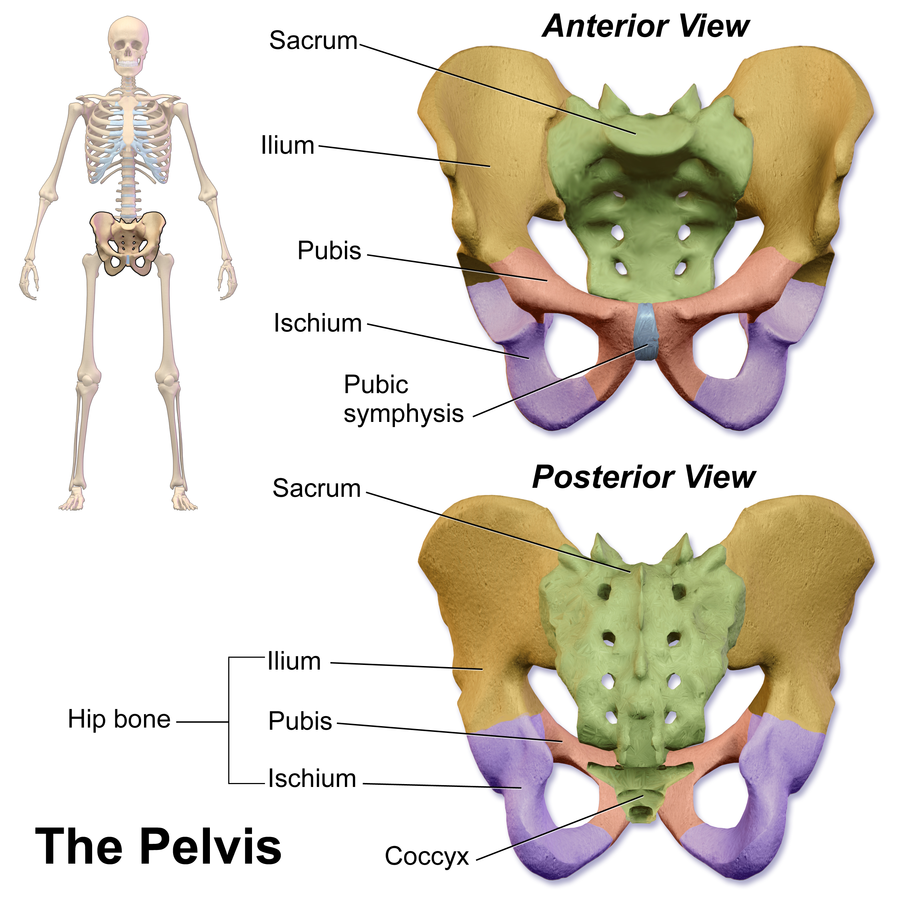 Anterior View
Sacrum
Ilium
Pubis
Ischium
Pubic
symphysis
Posterior View
Sacrum
Ilium
Hip bone
Pubis
Ischium
The Pelvis
Coccyx